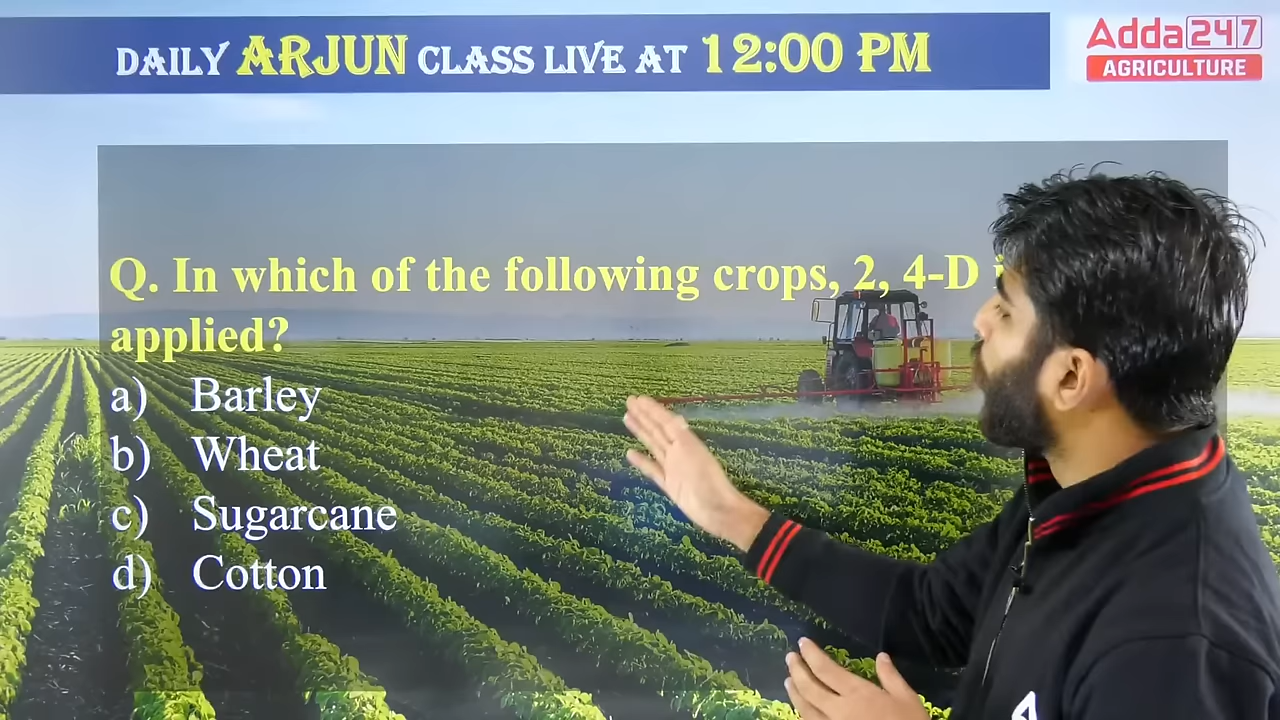 DAILY ARJUN CLASS LIVE AT 12:00 PM
Adda247
AGRICULTURE
Q. In which of the following crops, 2, 4-D
applied?
a) Barley
b) Wheat
c) Sugarcane
d) Cotton